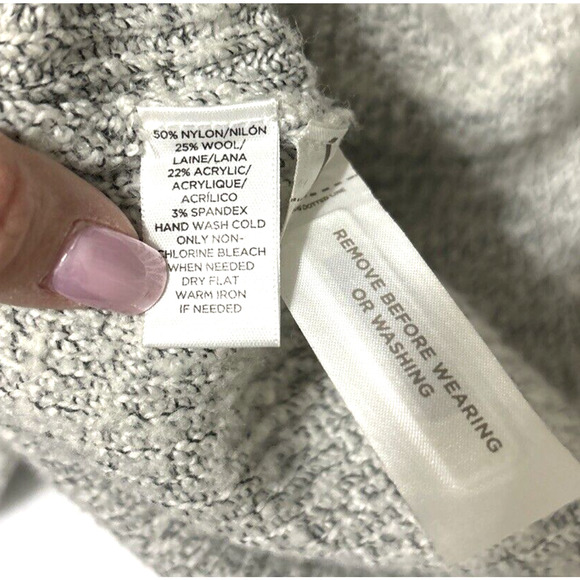 50% NYLON/NILÓN
25% WOOL/
LAINE/LANA
22% ACRYLIC/
ACRYLIQUE/
ACRÍLICO
3% SPANDEX
HAND WASH COLD
ONLY NON-
CHLORINE BLEACH
WHEN NEEDED
DRY FLAT
WARM IRON
IF NEEDED
REMOVE BEFORE WEARING
OR WASHING